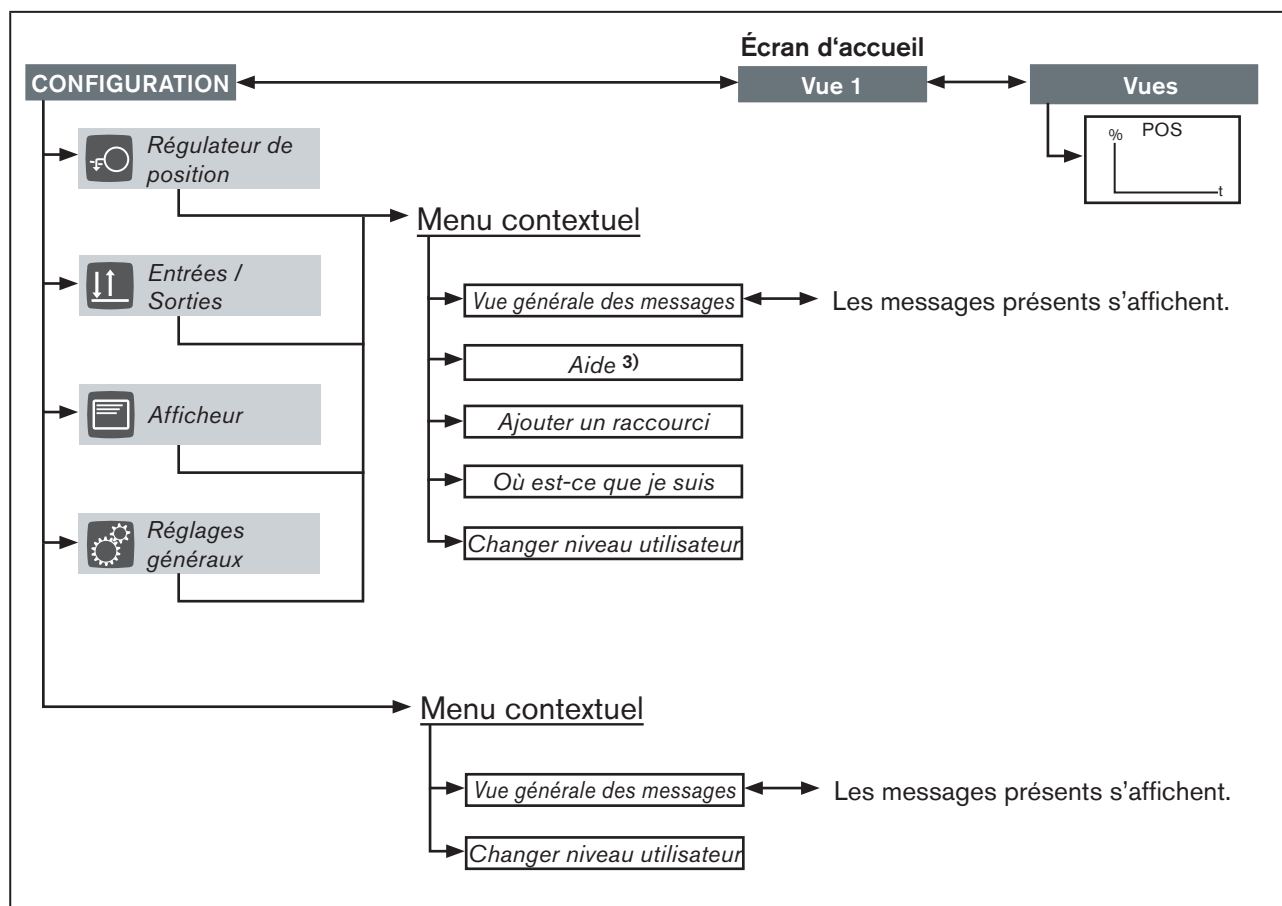 Écran d‘accueil
CONFIGURATION
Vue 1
Vues
% POS
t
Régulateur de
position
Menu contextuel
Entrées /
Sorties
Vue générale des messages
Les messages présents s’affichent.
Aide 3)
Afficheur
Ajouter un raccourci
Où est-ce que je suis
Réglages
généraux
Changer niveau utilisateur
Menu contextuel
Vue générale des messages
Les messages présents s’affichent.
Changer niveau utilisateur